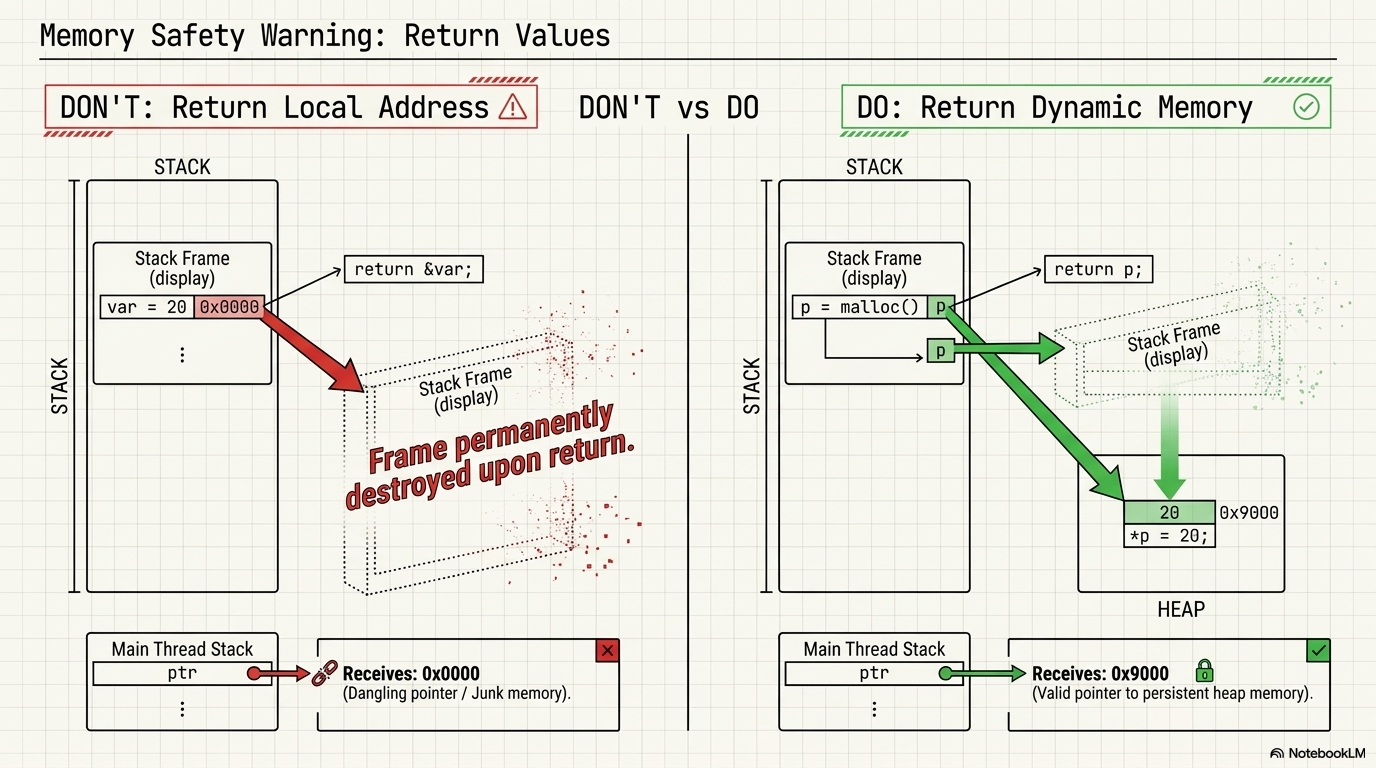 Memory Safety Warning: Return Values
DON'T: Return Local Address
DON'T vs DO
DO: Return Dynamic Memory
STACK
STACK
Stack Frame
(display)
var = 20
0x0000
⋮
return &var;
Stack Frame
(display)
Frame permanently
destroyed upon return.
Main Thread Stack
ptr
⋮
Receives: 0x0000
(Dangling pointer / Junk memory).
STACK
STACK
Stack Frame
(display)
p = malloc()
p
p
return p;
Stack Frame
(display)
20
0x9000
*p = 20;
HEAP
Main Thread Stack
ptr
⋮
Receives: 0x9000
(Valid pointer to persistent heap memory).
NotebookLM